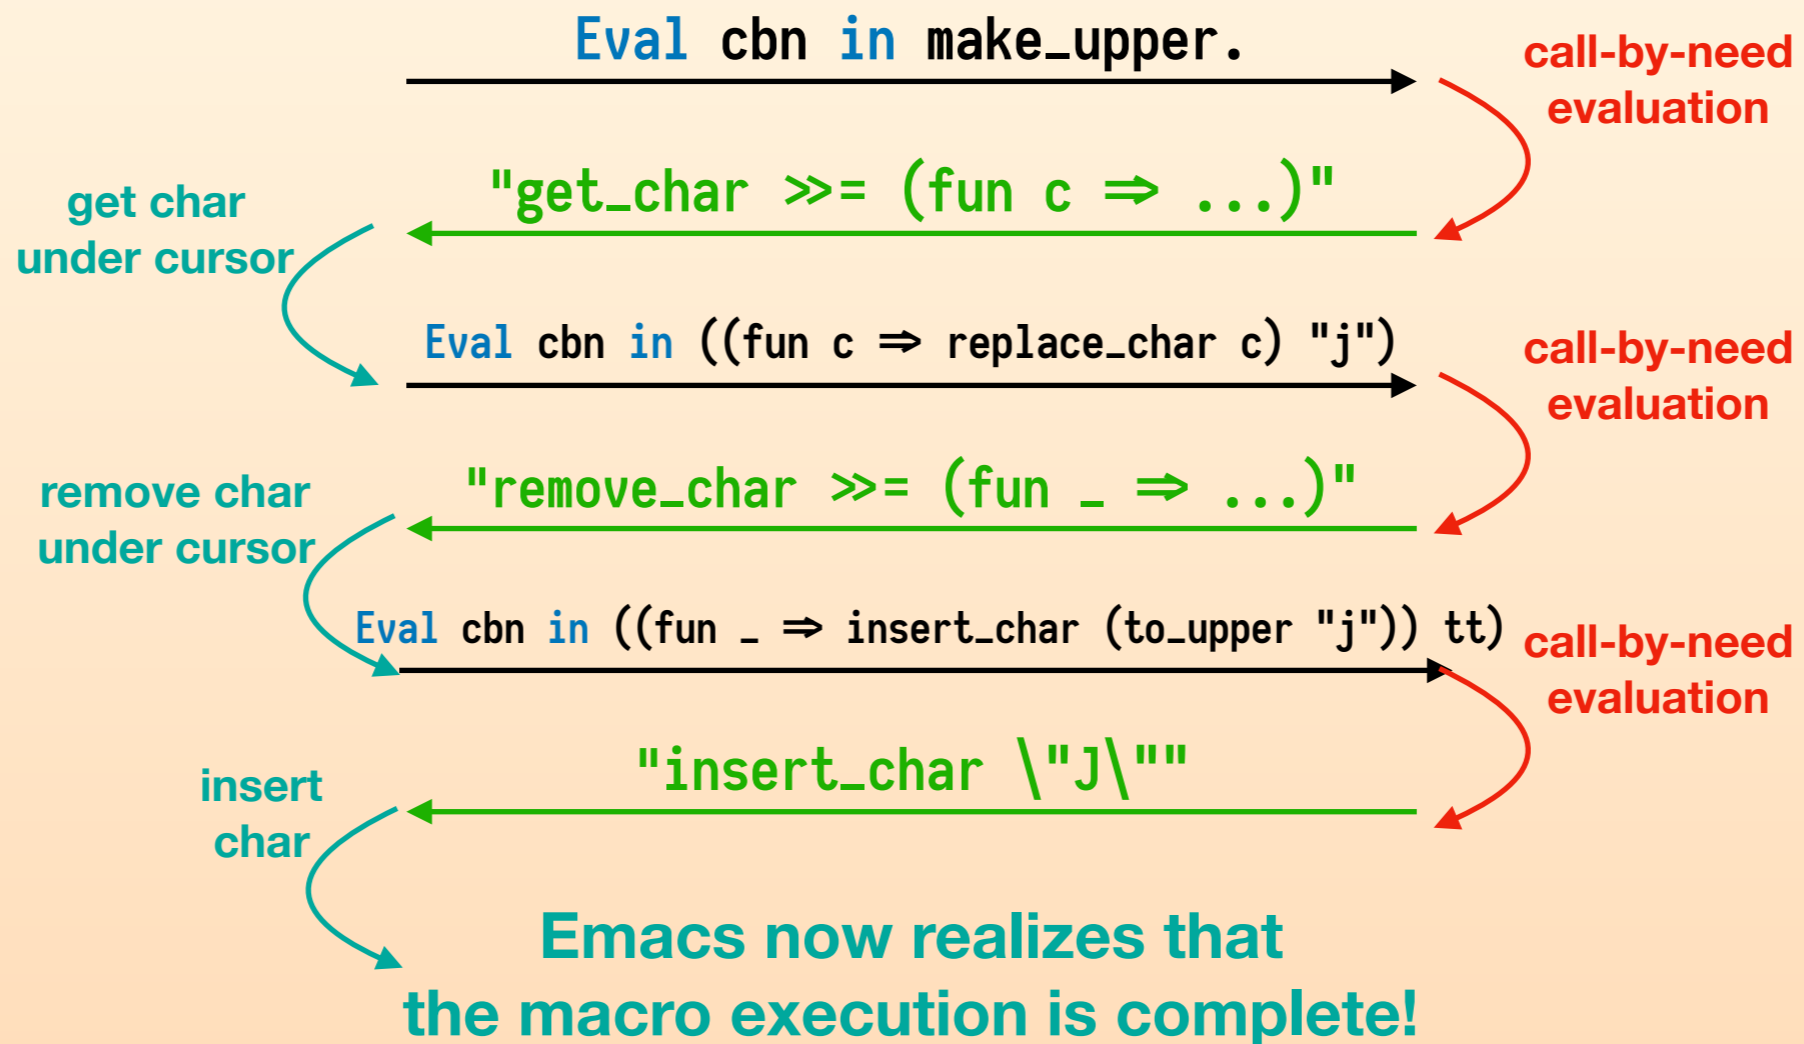 Eval cbn in make_upper.
call-by-need
evaluation
"get_char >>= (fun c ⇒ ...)"
get char
under cursor
Eval cbn in ((fun c ⇒ replace_char c) "j")
call-by-need
evaluation
"remove_char >>= (fun _ ⇒ ...)"
remove char
under cursor
Eval cbn in ((fun _ ⇒ insert_char (to_upper "j")) tt)
call-by-need
evaluation
"insert_char \"J\""
insert
char
Emacs now realizes that
the macro execution is complete!